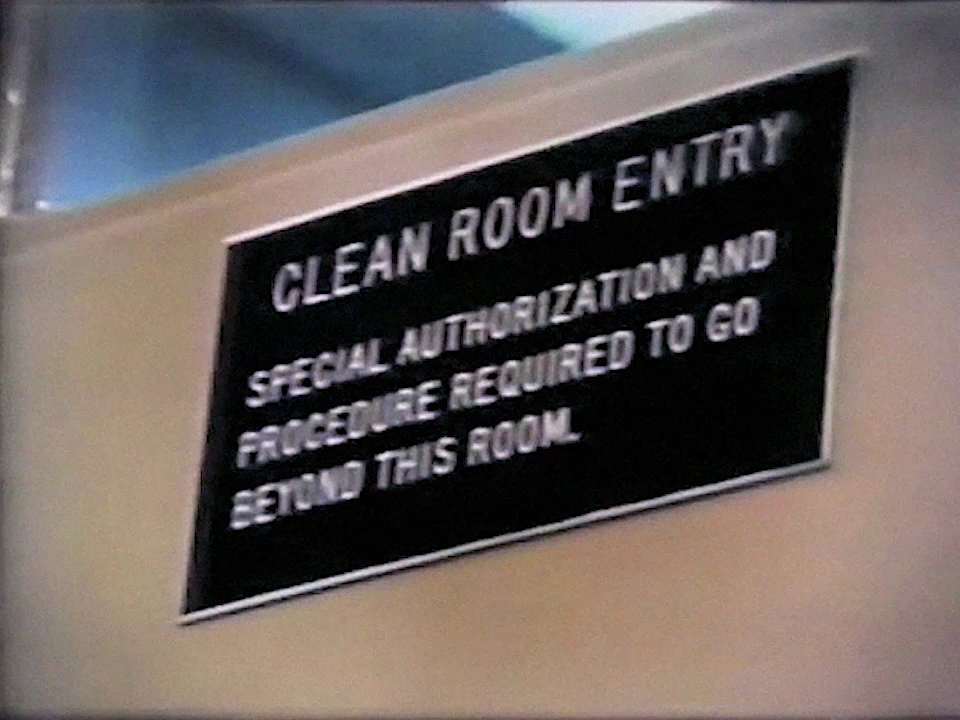 CLEAN ROOM ENTRY
SPECIAL AUTHORIZATION AND
PROCEDURE REQUIRED TO GO
BEYOND THIS ROOM.